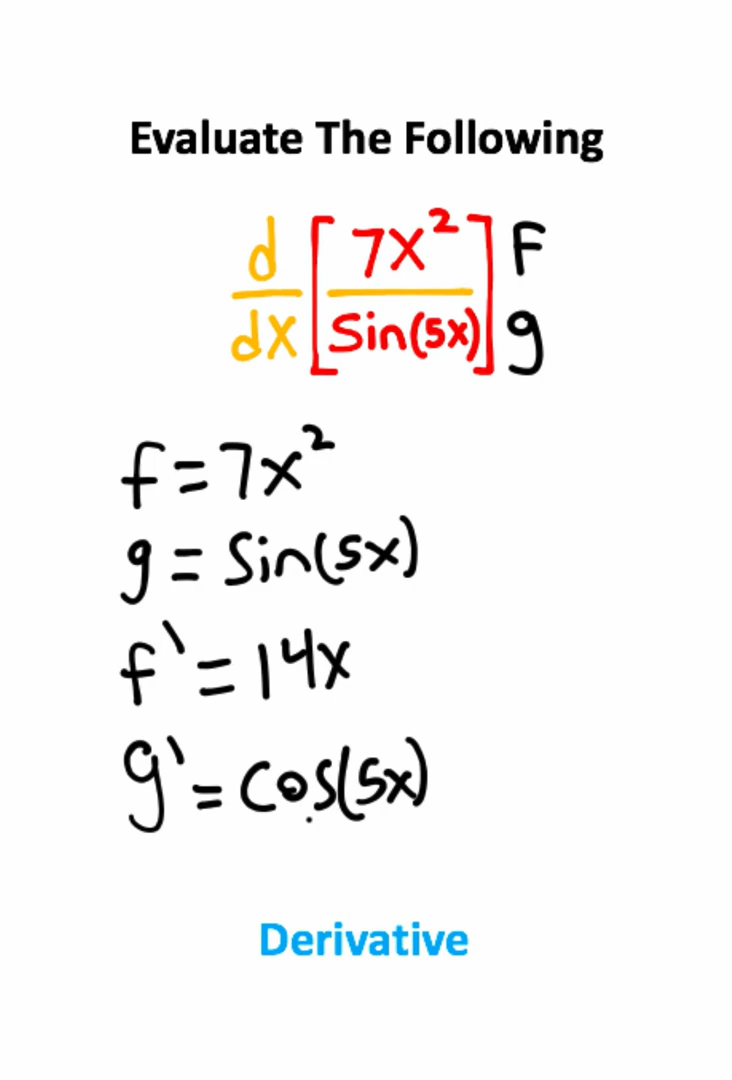 Evaluate The Following
d/dx [7x²/Sin(5x)] F g
f=7x²
g=Sin(5x)
f'=14x
g'=cos(5x)
Derivative